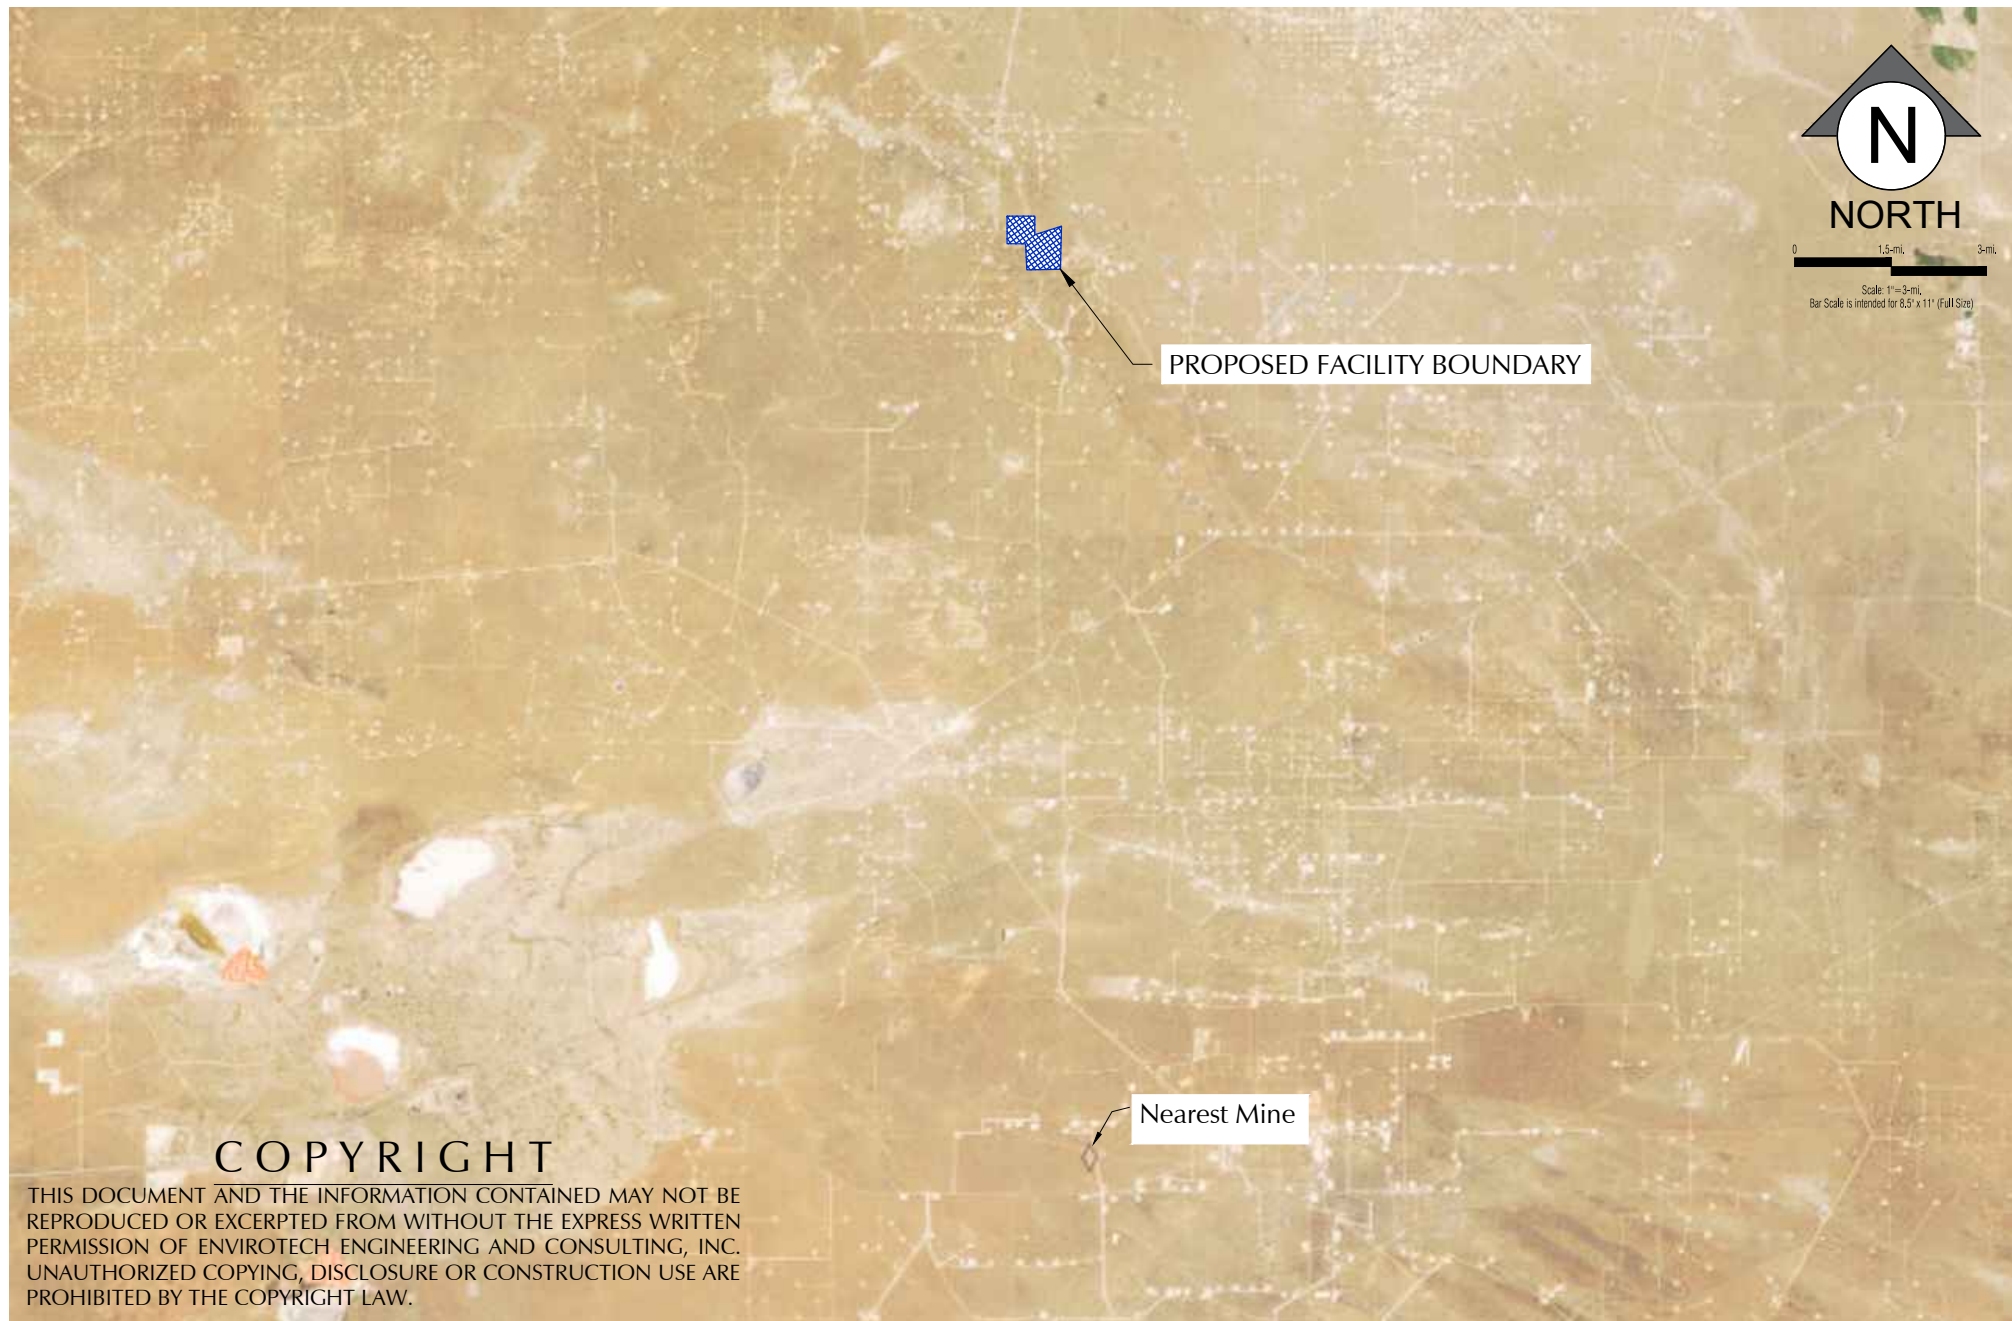 N
NORTH
0 1.5-mi. 3-mi.
Scale: 1"=3-mi.
Bar Scale is intended for 8.5" x 11" (Full Size)
PROPOSED FACILITY BOUNDARY
Nearest Mine
COPYRIGHT
THIS DOCUMENT AND THE INFORMATION CONTAINED MAY NOT BE
REPRODUCED OR EXCERPTED FROM WITHOUT THE EXPRESS WRITTEN
PERMISSION OF ENVIROTECH ENGINEERING AND CONSULTING, INC.
UNAUTHORIZED COPYING, DISCLOSURE OR CONSTRUCTION USE ARE
PROHIBITED BY THE COPYRIGHT LAW.